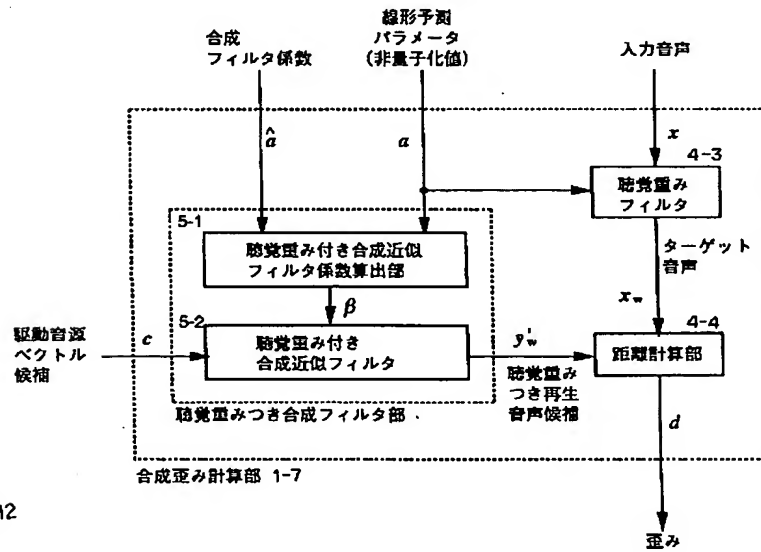 合成
フィルタ係数
線形予測
パラメータ
(非量子化値)
入力音声
â
a
x
4-3
聴覚重み
フィルタ
5-1
聴覚重み付き合成近似
フィルタ係数算出部
ターゲット
音声
β
x_w
駆動音源
ベクトル
候補
c
5-2
聴覚重み付き
合成近似フィルタ
y'_w
4-4
距離計算部
聴覚重み
つき再生
音声候補
聴覚重みつき合成フィルタ部
d
合成歪み計算部 1-7
12
歪み